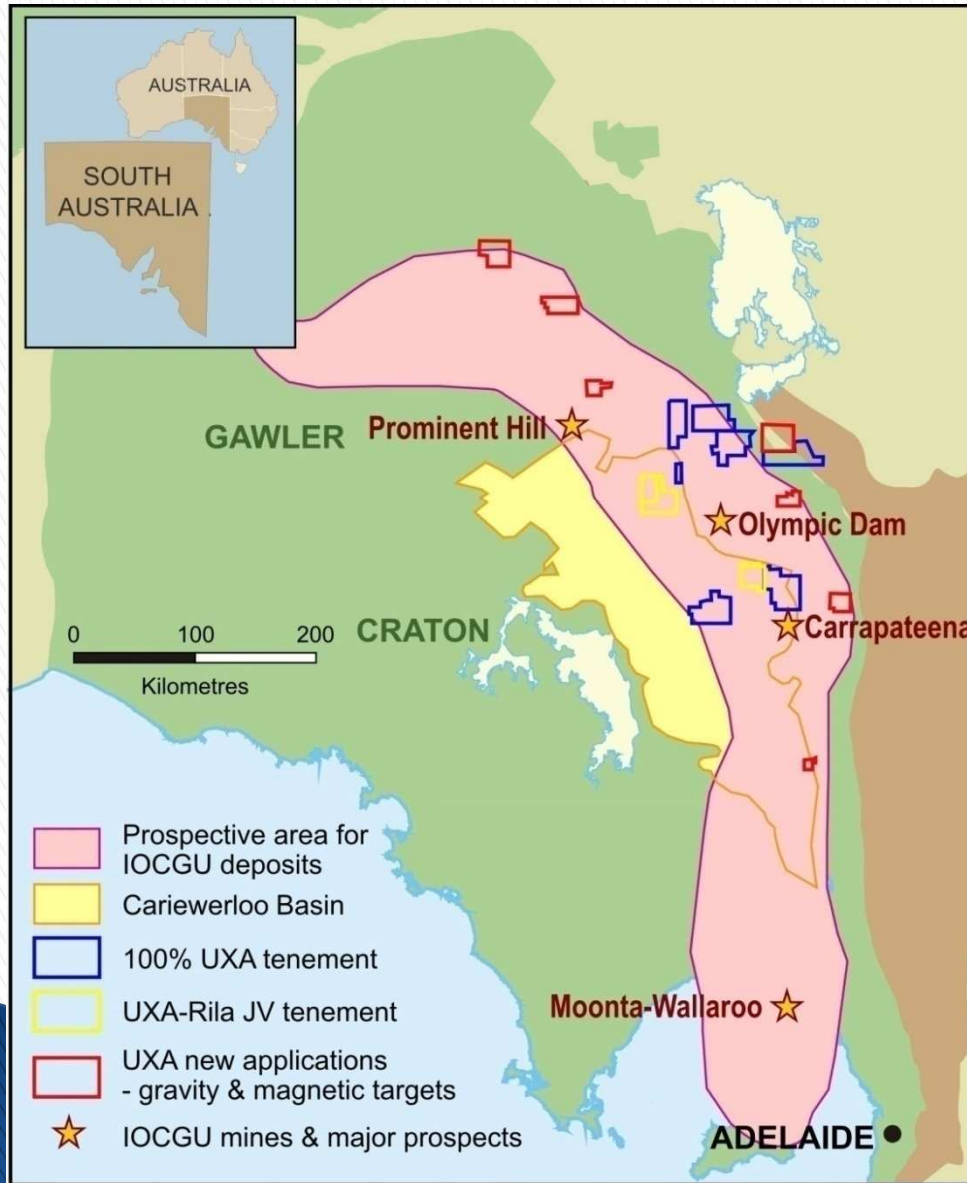 AUSTRALIA
SOUTH
AUSTRALIA
GAWLER
Prominent Hill
Olympic Dam
0 100 200
Kilometres
CRATON
Carrapateena
Prospective area for
IOCGU deposits
Cariewerloo Basin
100% UXA tenement
UXA-Rila JV tenement
UXA new applications
- gravity & magnetic targets
IOCGU mines & major prospects
Moonta-Wallaroo
ADELAIDE